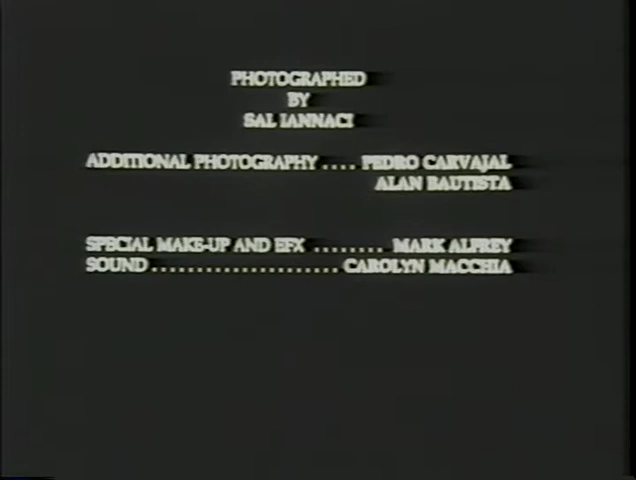 PHOTOGRAPHED
BY
SAL IANNACI
ADDITIONAL PHOTOGRAPHY .... PEDRO CARVAJAL
ALAN BAUTISTA
SPECIAL MAKE-UP AND EFX ........ MARK ALFREY
SOUND ..................... CAROLYN MACCHIA